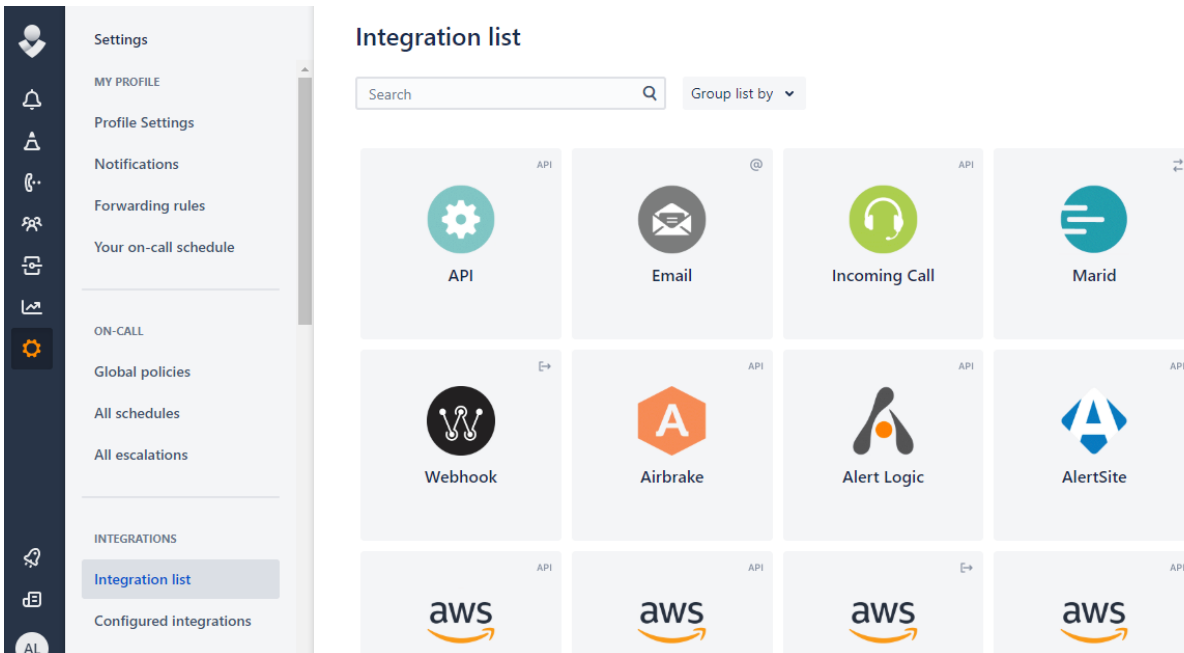 Settings
MY PROFILE
Profile Settings
Notifications
Forwarding rules
Your on-call schedule
ON-CALL
Global policies
All schedules
All escalations
INTEGRATIONS
Integration list
Configured integrations
AL
Integration list
Search
Group list by
API
@
API
API
Email
Incoming Call
Marid
API
API
API
Webhook
A
Airbrake
Alert Logic
AlertSite
API
API
API
aws
aws
aws
aws